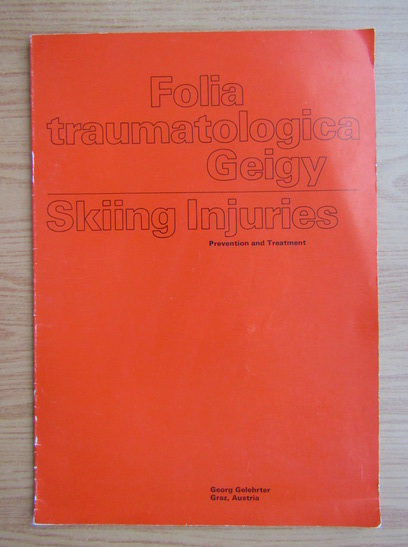 Folia
traumatologica
Geigy
Skiing Injuries
Prevention and Treatment
Georg Gelehrter
Graz, Austria